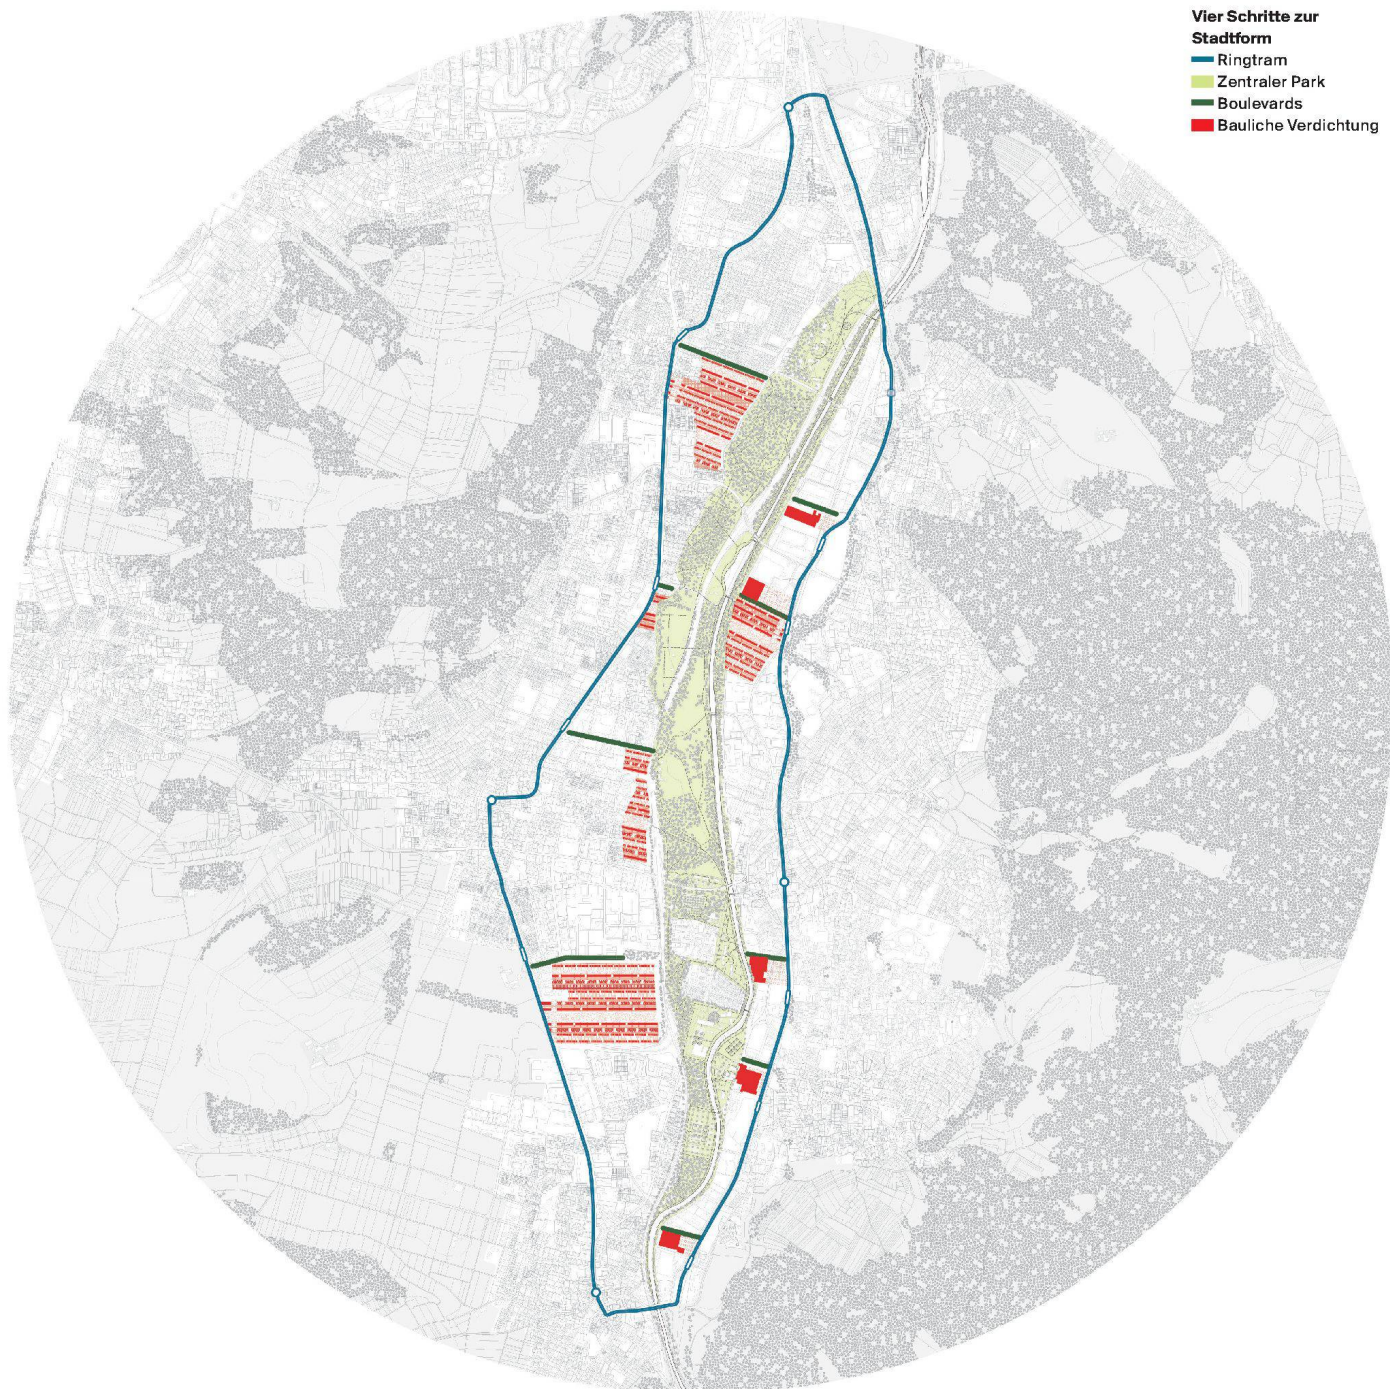 Vier Schritte zur
Stadtform
Ringtram
Zentraler Park
Boulevards
Bauliche Verdichtung